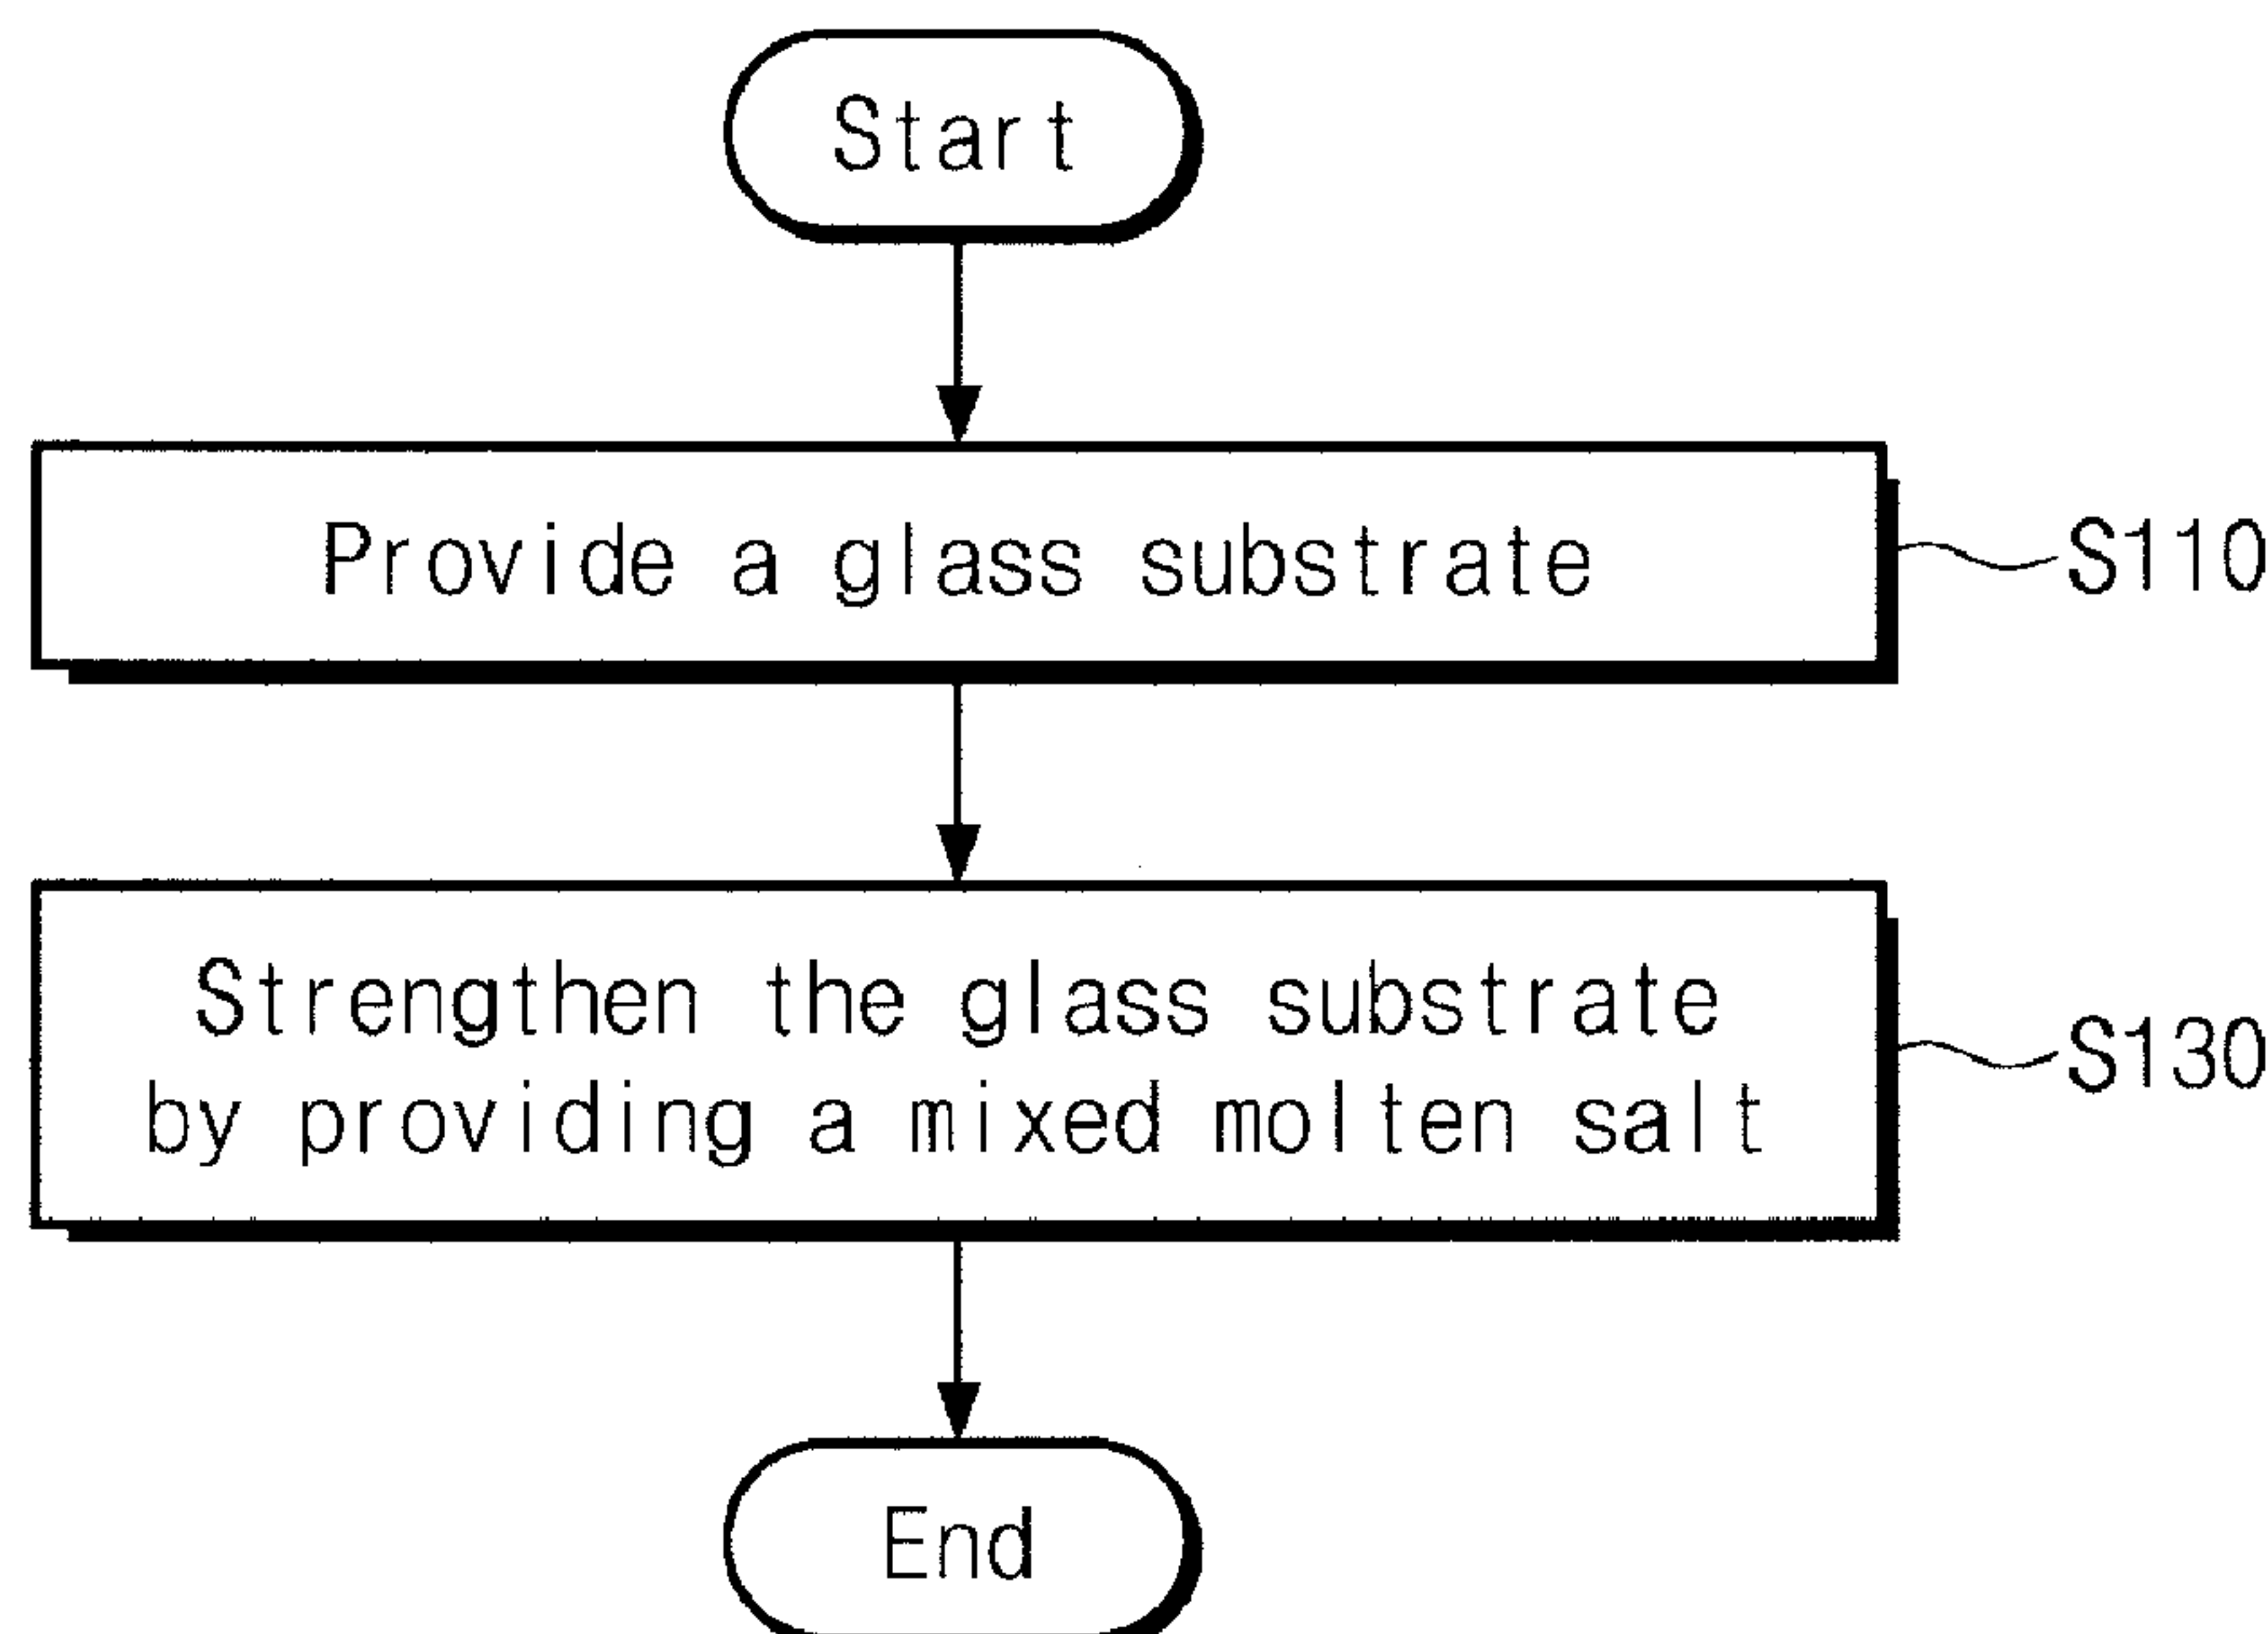 Start
Provide a glass substrate
S110
Strengthen the glass substrate
by providing a mixed molten salt
S130
End